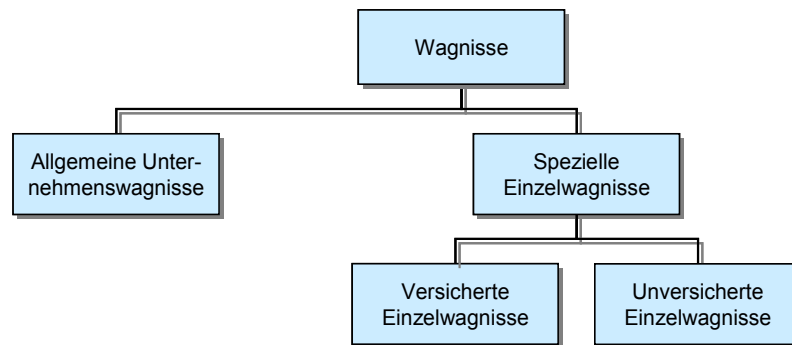 Wagnisse
Allgemeine Unter-
nehmenswagnisse
Spezielle
Einzelwagnisse
Versicherte
Einzelwagnisse
Unversicherte
Einzelwagnisse